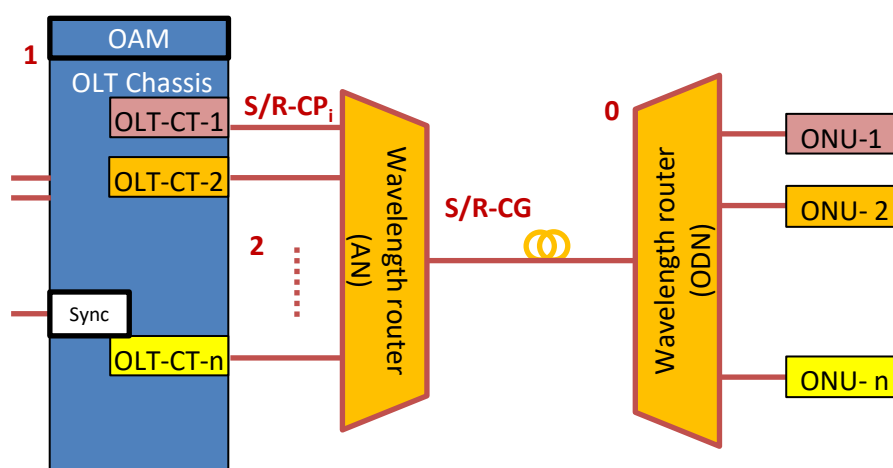 OAM
1
OLT Chassis
S/R-CPi
OLT-CT-1
OLT-CT-2
2
Sync
OLT-CT-n
Wavelength router
(AN)
S/R-CG
0
Wavelength router
(ODN)
ONU-1
ONU- 2
ONU- n